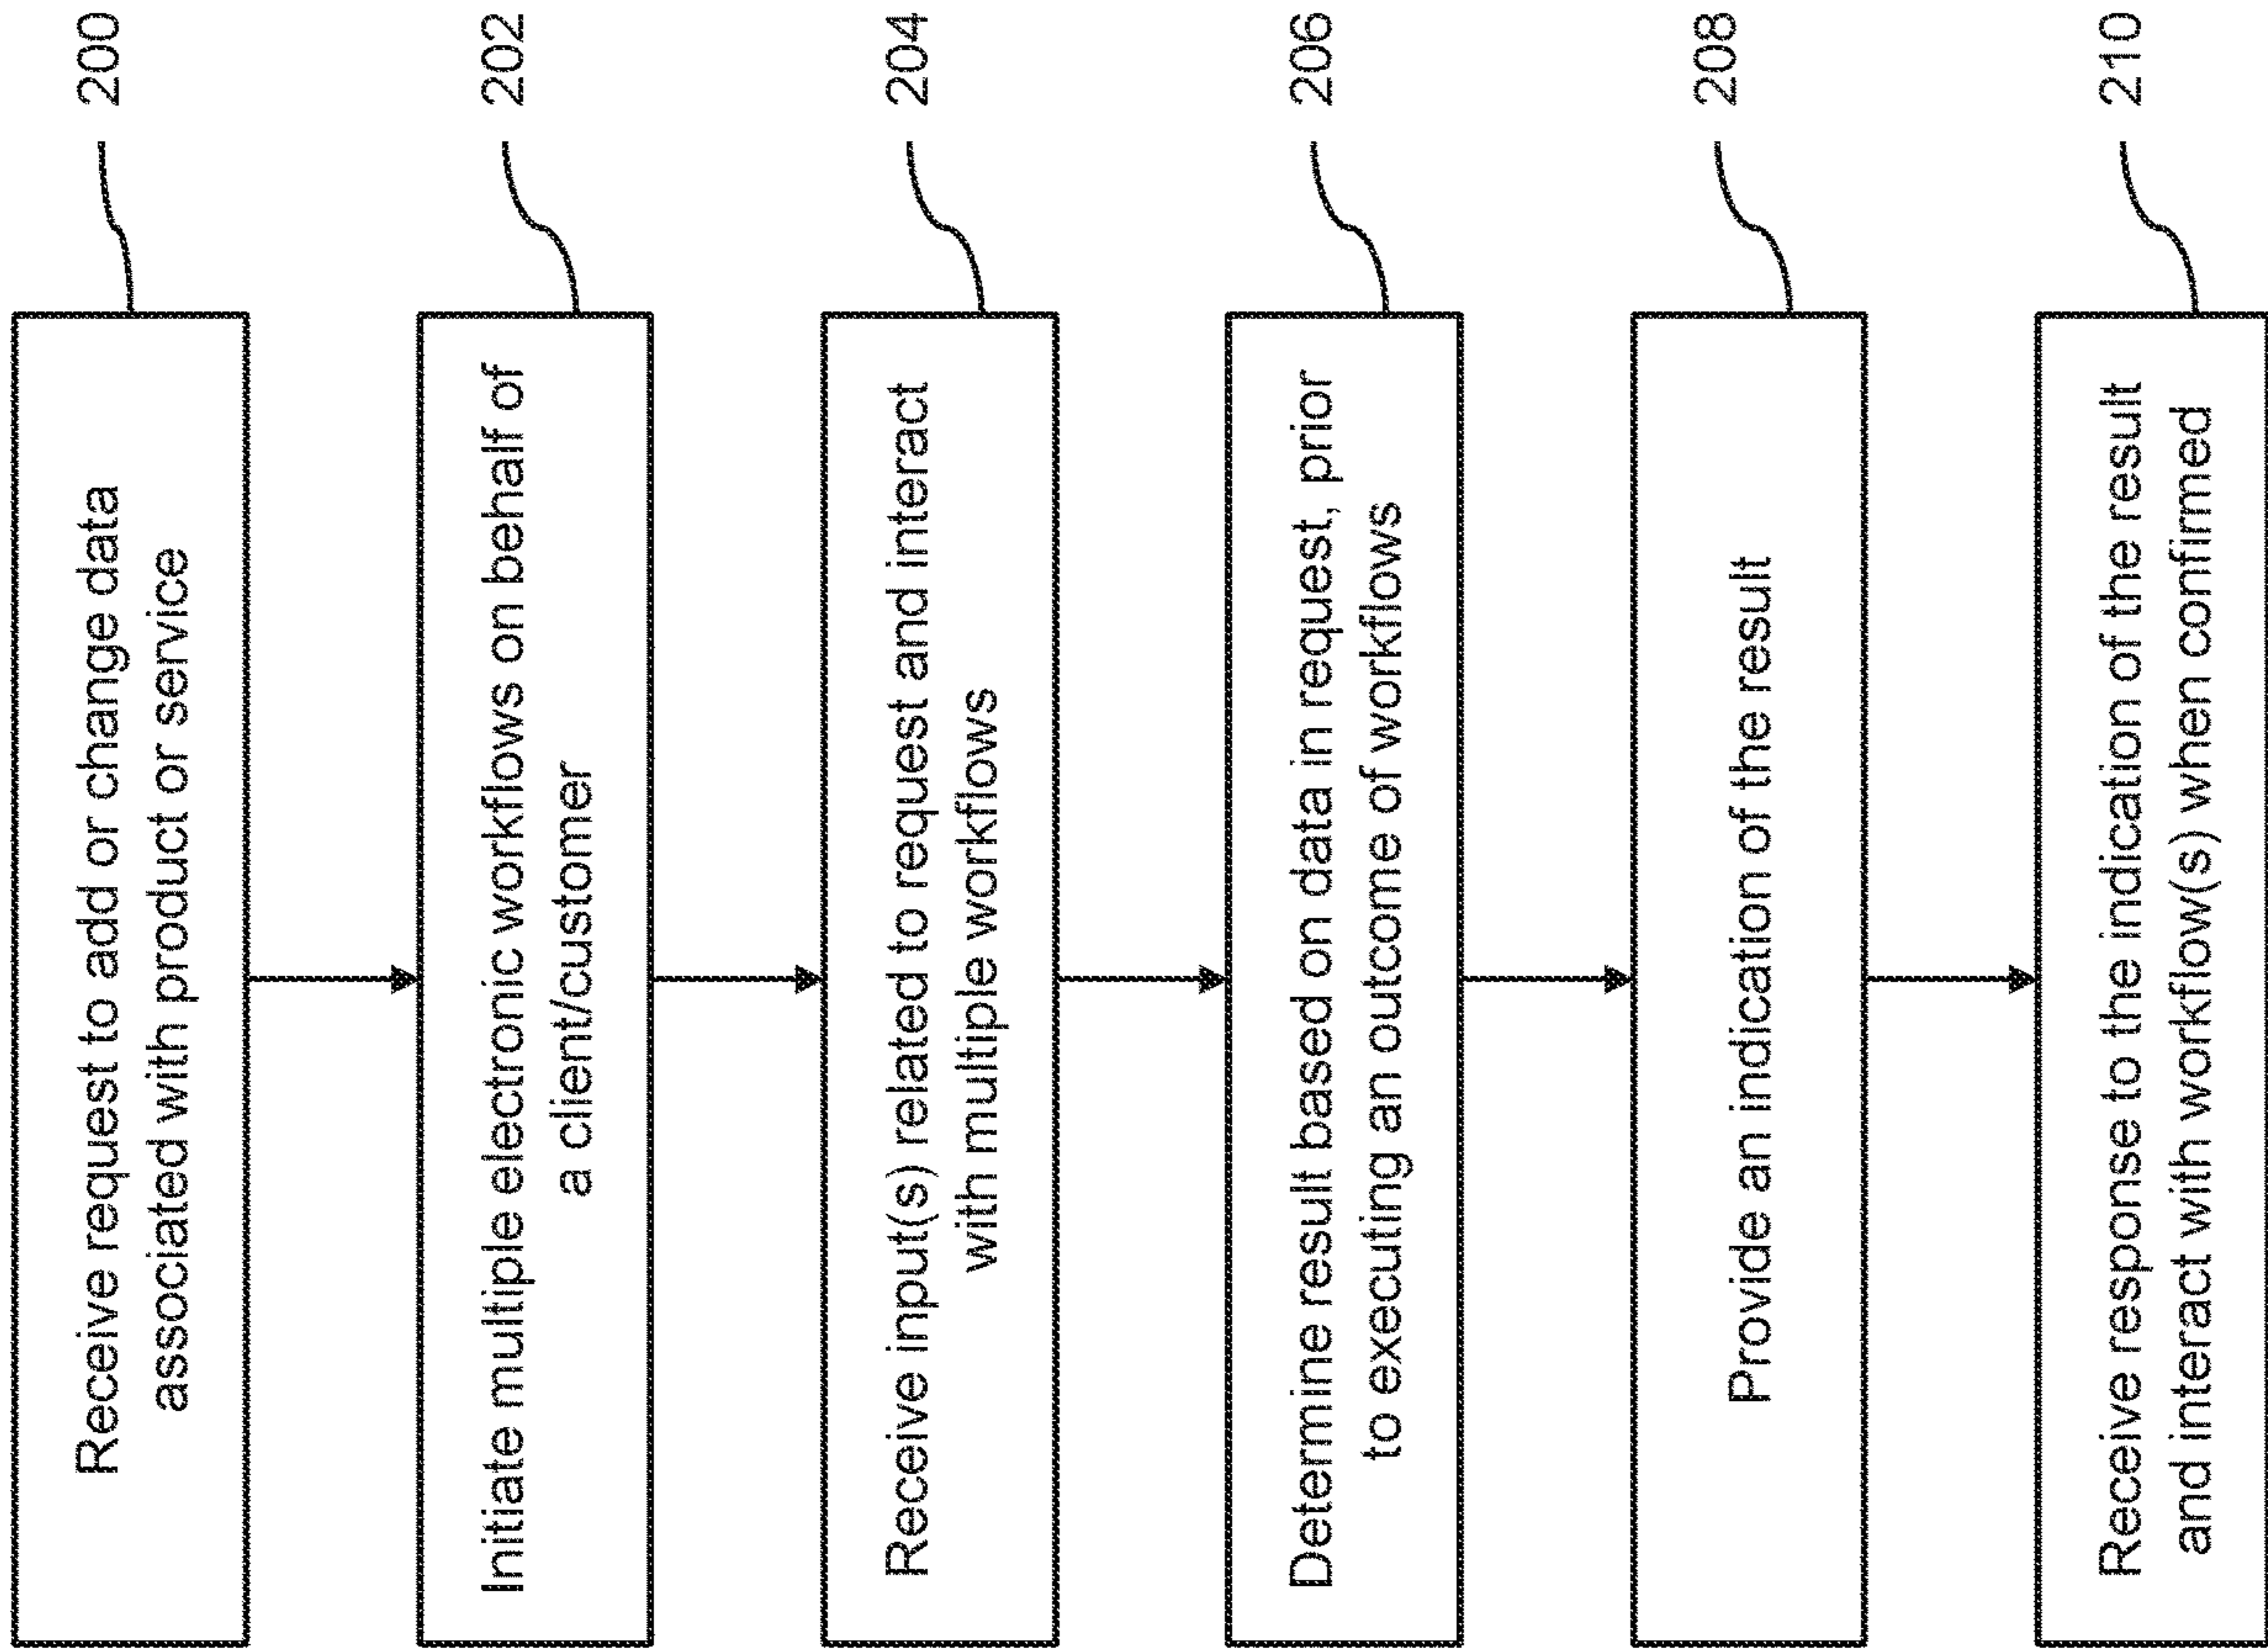 Receive request to add or change data
associated with product or service
200
Initiate multiple electronic workflows on behalf of
a client/customer
202
Receive input(s) related to request and interact
with multiple workflows
204
Determine result based on data in request, prior
to executing an outcome of workflows
206
Provide an indication of the result
208
Receive response to the indication of the result
and interact with workflow(s) when confirmed
210